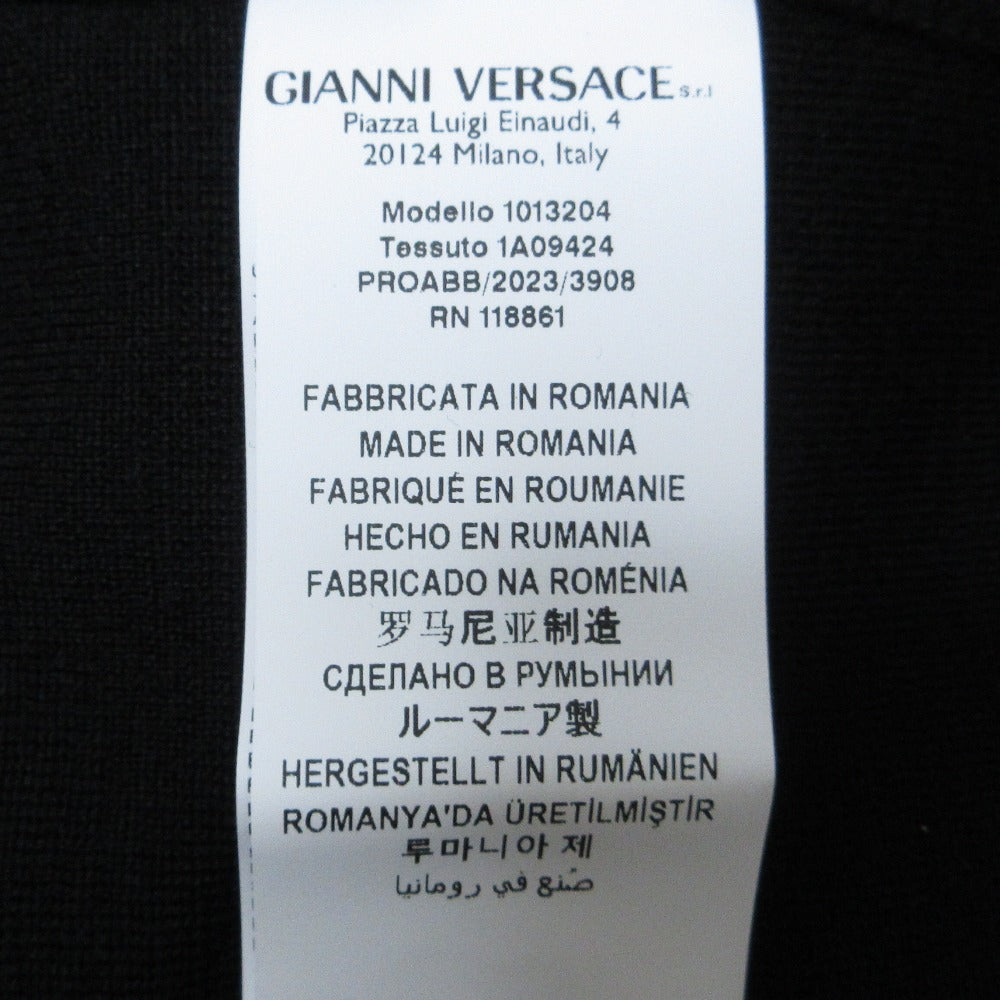 GIANNI VERSACE s.r.l
Piazza Luigi Einaudi, 4
20124 Milano, Italy
Modello 1013204
Tessuto 1A09424
PROABB/2023/3908
RN 118861
FABBRICATA IN ROMANIA
MADE IN ROMANIA
FABRIQUÉ EN ROUMANIE
HECHO EN RUMANIA
FABRICADO NA ROMÉNIA
罗马尼亚制造
СДЕЛАНО В РУМЫНИИ
ルーマニア製
HERGESTELLT IN RUMÄNIEN
ROMANYA'DA ÜRETİLMİŞTİR
루마니아 제
صُنع في رومانيا